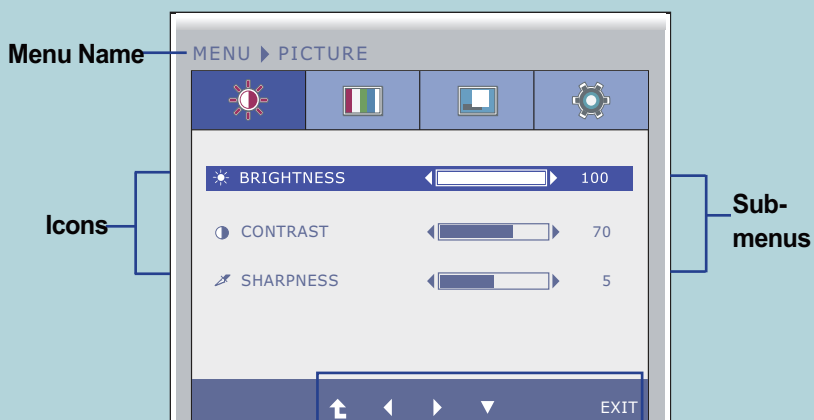 Menu Name
MENU PICTURE
BRIGHTNESS 100
Icons
CONTRAST 70
Sub-
menus
SHARPNESS 5
EXIT